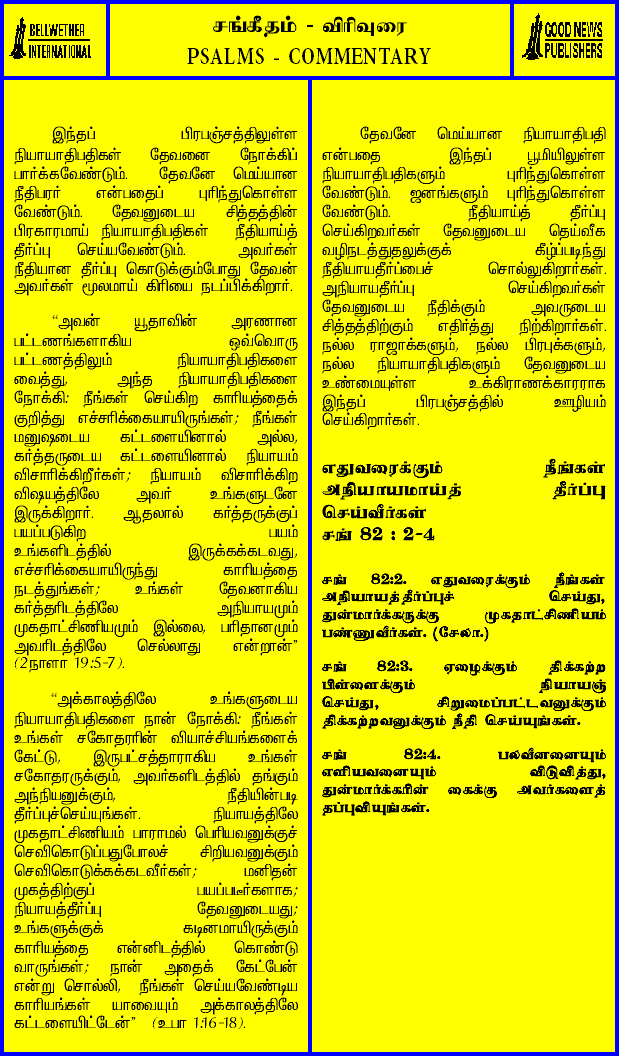 BELLWETHER
INTERNATIONAL
சங்கீதம் - விரிவுரை
PSALMS - COMMENTARY
GOOD NEWS
PUBLISHERS
இந்தப் பிரபஞ்சத்திலுள்ள
நியாயாதிபதிகள் தேவனை நோக்கிப்
பார்க்கவேண்டும். தேவனே மெய்யான
நீதிபரர் என்பதைப் புரிந்துகொள்ள
வேண்டும். தேவனுடைய சித்தத்தின்
பிரகாரமாய் நியாயாதிபதிகள் நீதியாய்த்
தீர்ப்பு செய்யவேண்டும். அவர்கள்
நீதியான தீர்ப்பு கொடுக்கும்போது தேவன்
அவர்கள் மூலமாய் கிரியை நடப்பிக்கிறார்.
“அவன் யூதாவின் அரணான
பட்டணங்களாகிய ஒவ்வொரு
பட்டணத்திலும் நியாயாதிபதிகளை
வைத்து, அந்த நியாயாதிபதிகளை
நோக்கி: நீங்கள் செய்கிற காரியத்தைக்
குறித்து எச்சரிக்கையாயிருங்கள்; நீங்கள்
மனுஷடைய கட்டளையினால் அல்ல,
கர்த்தருடைய கட்டளையினால் நியாயம்
விசாரிக்கிறீர்கள்; நியாயம் விசாரிக்கிற
விஷயத்திலே அவர் உங்களுடனே
இருக்கிறார். ஆதலால் கர்த்தருக்குப்
பயப்படுகிற பயம்
உங்களிடத்தில் இருக்கக்கடவது,
எச்சரிக்கையாயிருந்து காரியத்தை
நடத்துங்கள்; உங்கள் தேவனாகிய
கர்த்தரிடத்திலே அநியாயமும்
முகதாட்சிணியமும் இல்லை, பரிதானமும்
அவரிடத்திலே செல்லாது என்றான்”
(2நாளா 19:5-7).
“அக்காலத்திலே உங்களுடைய
நியாயாதிபதிகளை நான் நோக்கி: நீங்கள்
உங்கள் சகோதரரின் வியாச்சியங்களைக்
கேட்டு, இருபட்சத்தாராகிய உங்கள்
சகோதரருக்கும், அவர்களிடத்தில் தங்கும்
அந்நியனுக்கும், நீதியின்படி
தீர்ப்புச்செய்யுங்கள். நியாயத்திலே
முகதாட்சிணியம் பாராமல் பெரியவனுக்குச்
செவிகொடுப்பதுபோலச் சிறியவனுக்கும்
செவிகொடுக்கக்கடவீர்கள்; மனிதன்
முகத்திற்குப் பயப்படீர்களாக;
நியாயத்தீர்ப்பு தேவனுடையது;
உங்களுக்குக் கடினமாயிருக்கும்
காரியத்தை என்னிடத்தில் கொண்டு
வாருங்கள்; நான் அதைக் கேட்பேன்
என்று சொல்லி, நீங்கள் செய்யவேண்டிய
காரியங்கள் யாவையும் அக்காலத்திலே
கட்டளையிட்டேன்” (உபா 1:16-18).
தேவனே மெய்யான நியாயாதிபதி
என்பதை இந்தப் பூமியிலுள்ள
நியாயாதிபதிகளும் புரிந்துகொள்ள
வேண்டும். ஜனங்களும் புரிந்துகொள்ள
வேண்டும். நீதியாய்த் தீர்ப்பு
செய்கிறவர்கள் தேவனுடைய தெய்வீக
வழிநடத்துதலுக்குக் கீழ்ப்படிந்து
நீதியாயதீர்ப்பைச் சொல்லுகிறார்கள்.
அநியாயதீர்ப்பு செய்கிறவர்கள்
தேவனுடைய நீதிக்கும் அவருடைய
சித்தத்திற்கும் எதிர்த்து நிற்கிறார்கள்.
நல்ல ராஜாக்களும், நல்ல பிரபுக்களும்,
நல்ல நியாயாதிபதிகளும் தேவனுடைய
உண்மையுள்ள உக்கிராணக்காரராக
இந்தப் பிரபஞ்சத்தில் ஊழியம்
செய்கிறார்கள்.
எதுவரைக்கும் நீங்கள்
அநியாயமாய்த் தீர்ப்பு
செய்வீர்கள்
சங் 82 : 2-4
சங் 82:2. எதுவரைக்கும் நீங்கள்
அநியாயத்தீர்ப்புச் செய்து,
துன்மார்க்கருக்கு முகதாட்சிணியம்
பண்ணுவீர்கள். (சேலா.)
சங் 82:3. ஏழைக்கும் திக்கற்ற
பிள்ளைக்கும் நியாயஞ்
செய்து, சிறுமைப்பட்டவனுக்கும்
திக்கற்றவனுக்கும் நீதி செய்யுங்கள்.
சங் 82:4. பலவீனனையும்
எளியவனையும் விடுவித்து,
துன்மார்க்கரின் கைக்கு அவர்களைத்
தப்புவியுங்கள்.